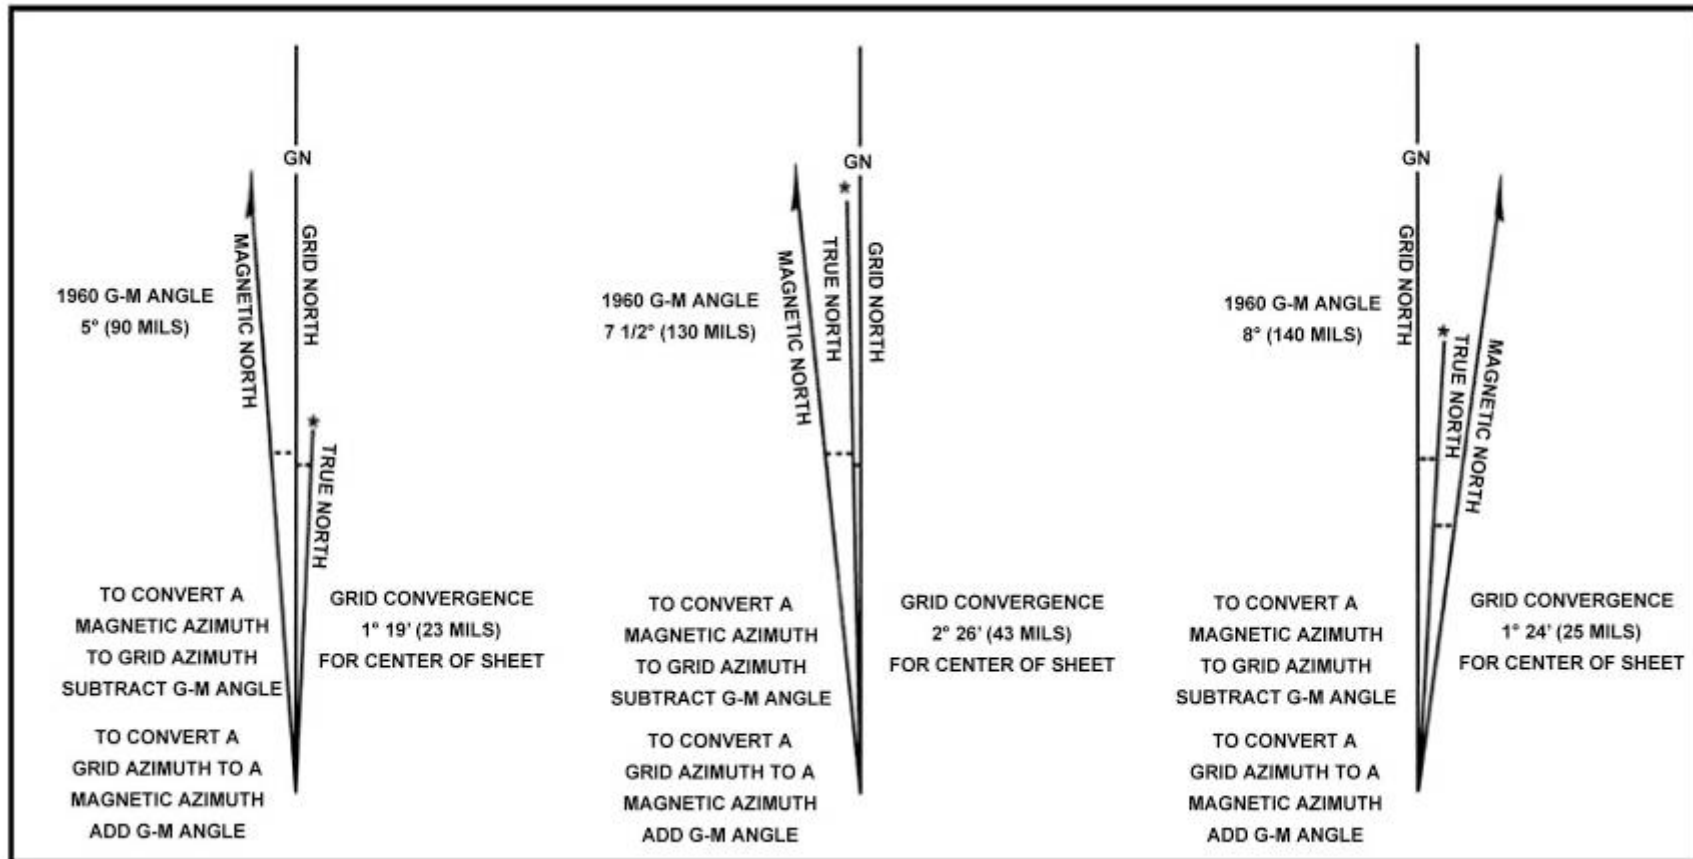 GN
MAGNETIC NORTH
GRID NORTH
1960 G-M ANGLE
5° (90 MILS)
*
TRUE NORTH
TO CONVERT A
MAGNETIC AZIMUTH
TO GRID AZIMUTH
SUBTRACT G-M ANGLE
GRID CONVERGENCE
1° 19' (23 MILS)
FOR CENTER OF SHEET
TO CONVERT A
GRID AZIMUTH TO A
MAGNETIC AZIMUTH
ADD G-M ANGLE
GN
*
MAGNETIC NORTH
TRUE NORTH
GRID NORTH
1960 G-M ANGLE
7 1/2° (130 MILS)
TO CONVERT A
MAGNETIC AZIMUTH
TO GRID AZIMUTH
SUBTRACT G-M ANGLE
GRID CONVERGENCE
2° 26' (43 MILS)
FOR CENTER OF SHEET
TO CONVERT A
GRID AZIMUTH TO A
MAGNETIC AZIMUTH
ADD G-M ANGLE
GN
GRID NORTH
1960 G-M ANGLE
8° (140 MILS)
*
TRUE NORTH
MAGNETIC NORTH
TO CONVERT A
MAGNETIC AZIMUTH
TO GRID AZIMUTH
SUBTRACT G-M ANGLE
GRID CONVERGENCE
1° 24' (25 MILS)
FOR CENTER OF SHEET
TO CONVERT A
GRID AZIMUTH TO A
MAGNETIC AZIMUTH
ADD G-M ANGLE